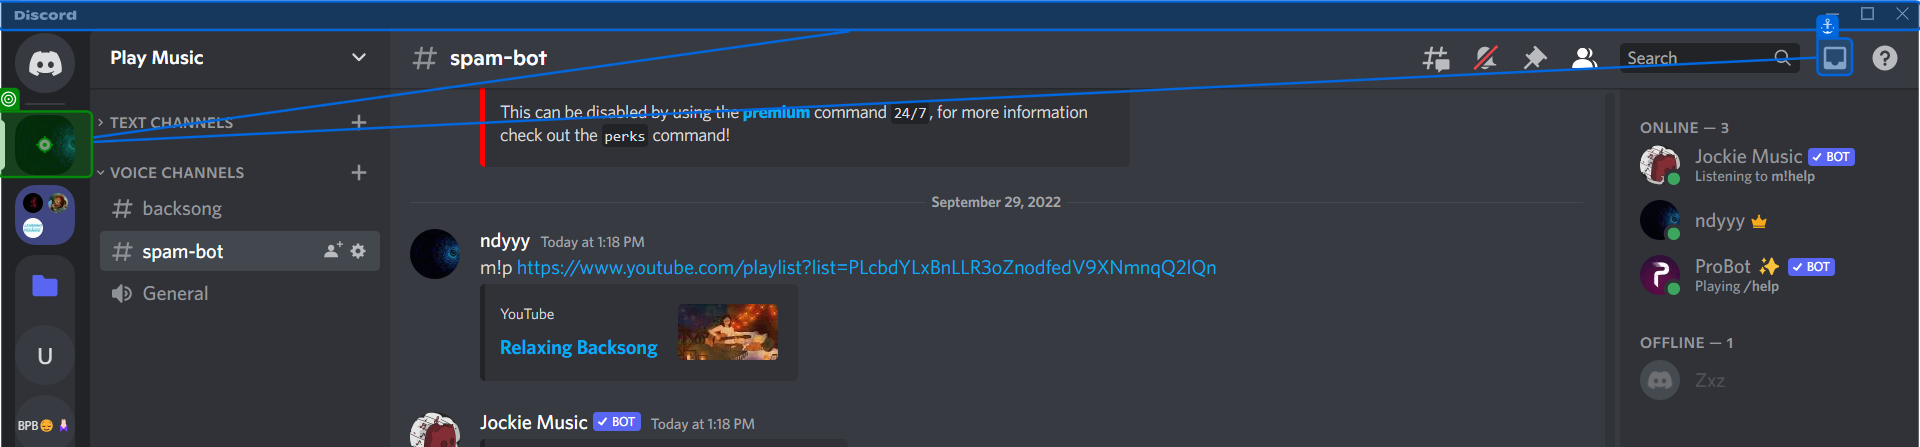 Discord
Play Music
spam-bot
Search
TEXT CHANNELS
VOICE CHANNELS
backsong
spam-bot
General
U
BPB
This can be disabled by using the premium command 24/7, for more information
check out the perks command!
September 29, 2022
ndyyy Today at 1:18 PM
m!p https://www.youtube.com/playlist?list=PLcbdYLxBnLLR3oZnodfedV9XNmnqQ2IQn
YouTube
Relaxing Backsong
Jockie Music BOT Today at 1:18 PM
ONLINE — 3
Jockie Music BOT
Listening to m!help
ndyyy
ProBot ✨ BOT
Playing /help
OFFLINE — 1
Zxz